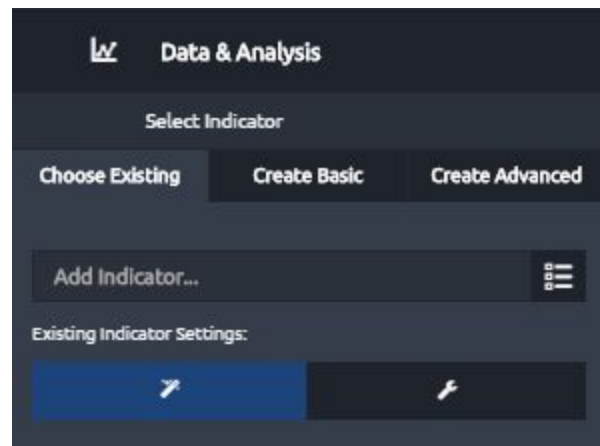 Data & Analysis
Select Indicator
Choose Existing Create Basic Create Advanced
Add Indicator...
Existing Indicator Settings: